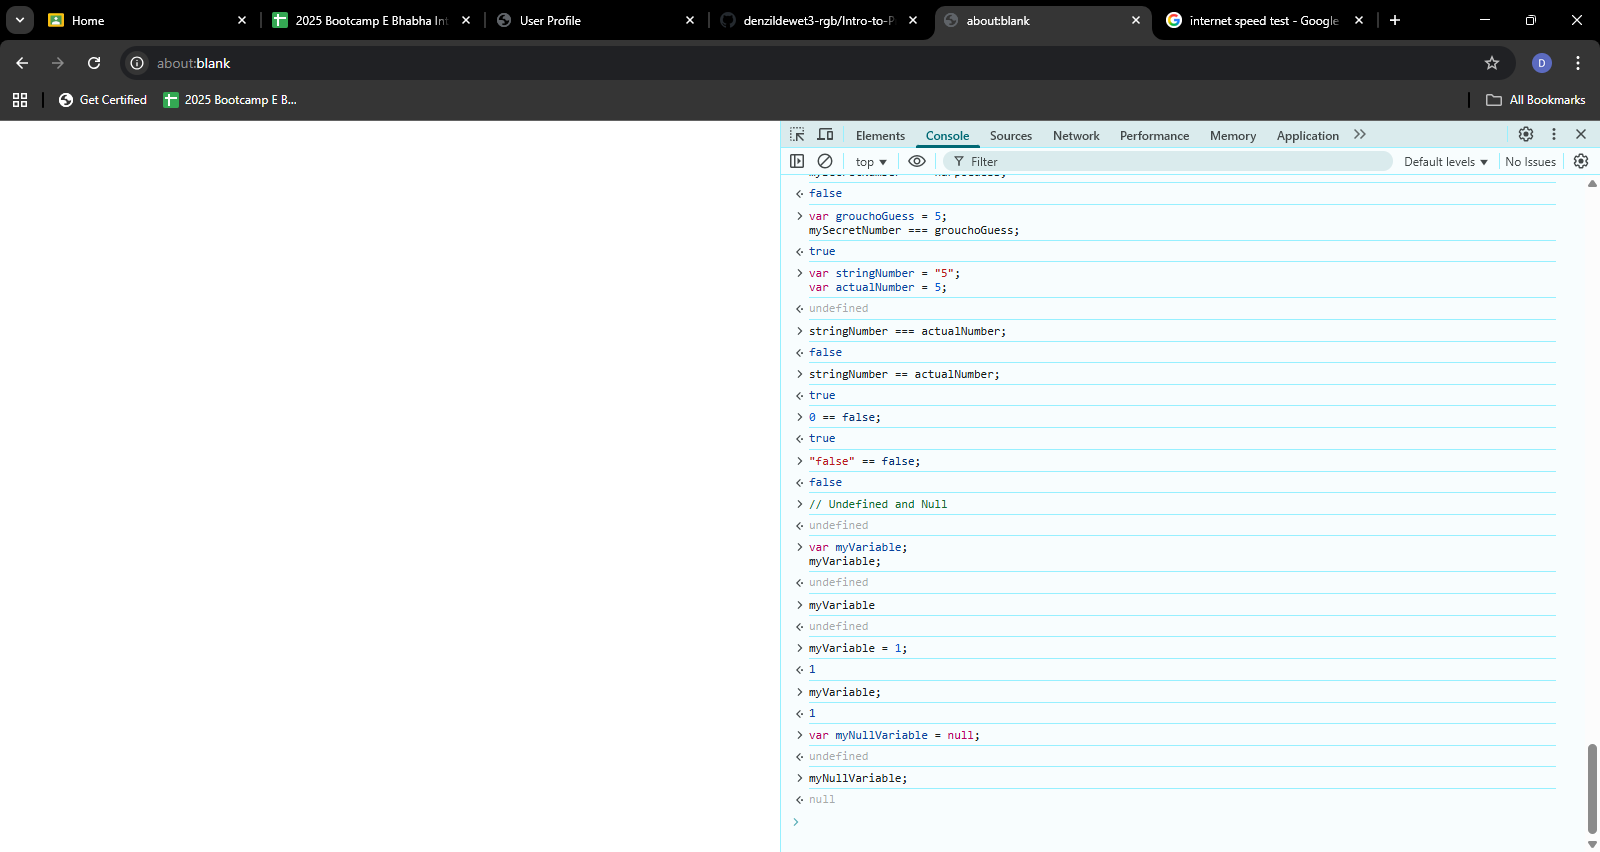 Home
2025 Bootcamp E Bhabha Int
User Profile
denzildewet3-rgb/Intro-to-P
about:blank
internet speed test - Google
about:blank
D
Get Certified
2025 Bootcamp E B...
All Bookmarks
Elements Console Sources Network Performance Memory Application
top Filter Default levels No Issues
false
var grouchoGuess = 5;
mySecretNumber === grouchoGuess;
true
var stringNumber = "5";
var actualNumber = 5;
undefined
stringNumber === actualNumber;
false
stringNumber == actualNumber;
true
0 == false;
true
"false" == false;
false
// Undefined and Null
undefined
var myVariable;
myVariable;
undefined
myVariable
undefined
myVariable = 1;
1
myVariable;
1
var myNullVariable = null;
undefined
myNullVariable;
null